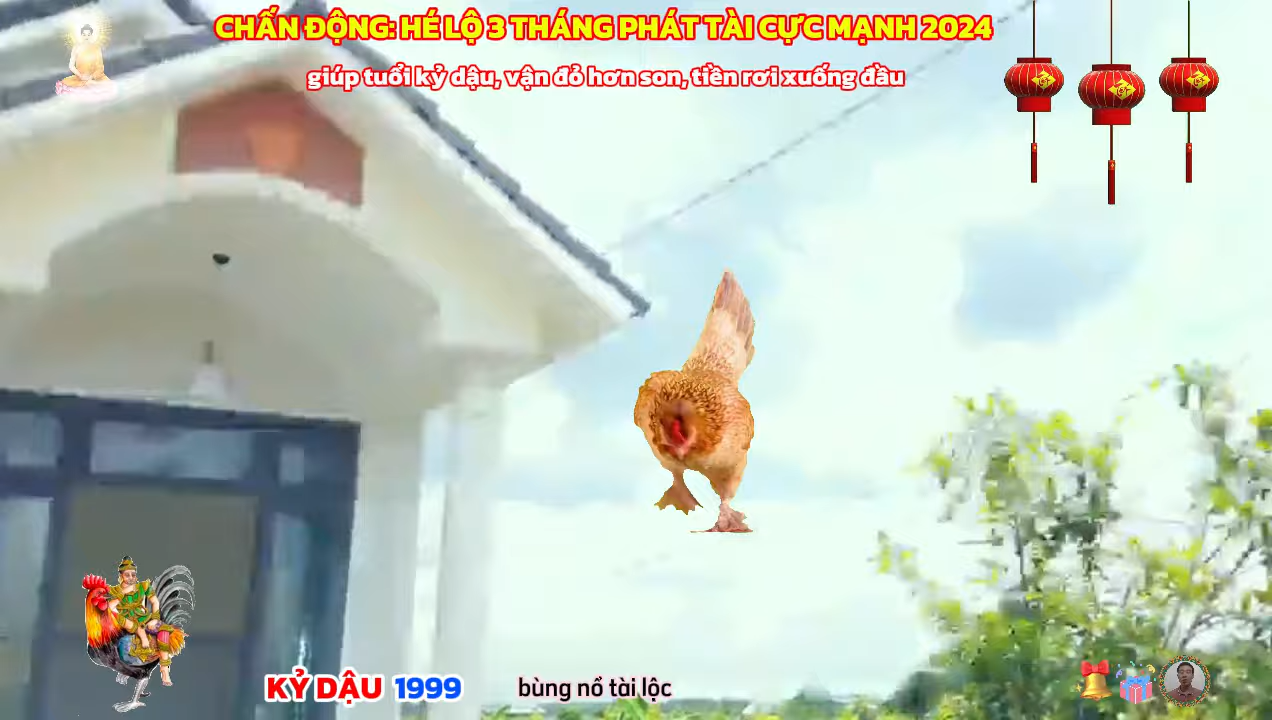 CHẤN ĐỘNG: HÉ LỘ 3 THÁNG PHÁT TÀI CỰC MẠNH 2024
giúp tuổi kỷ dậu, vận đỏ hơn son, tiền rơi xuống đầu
KỶ DẬU 1999
bùng nổ tài lộc